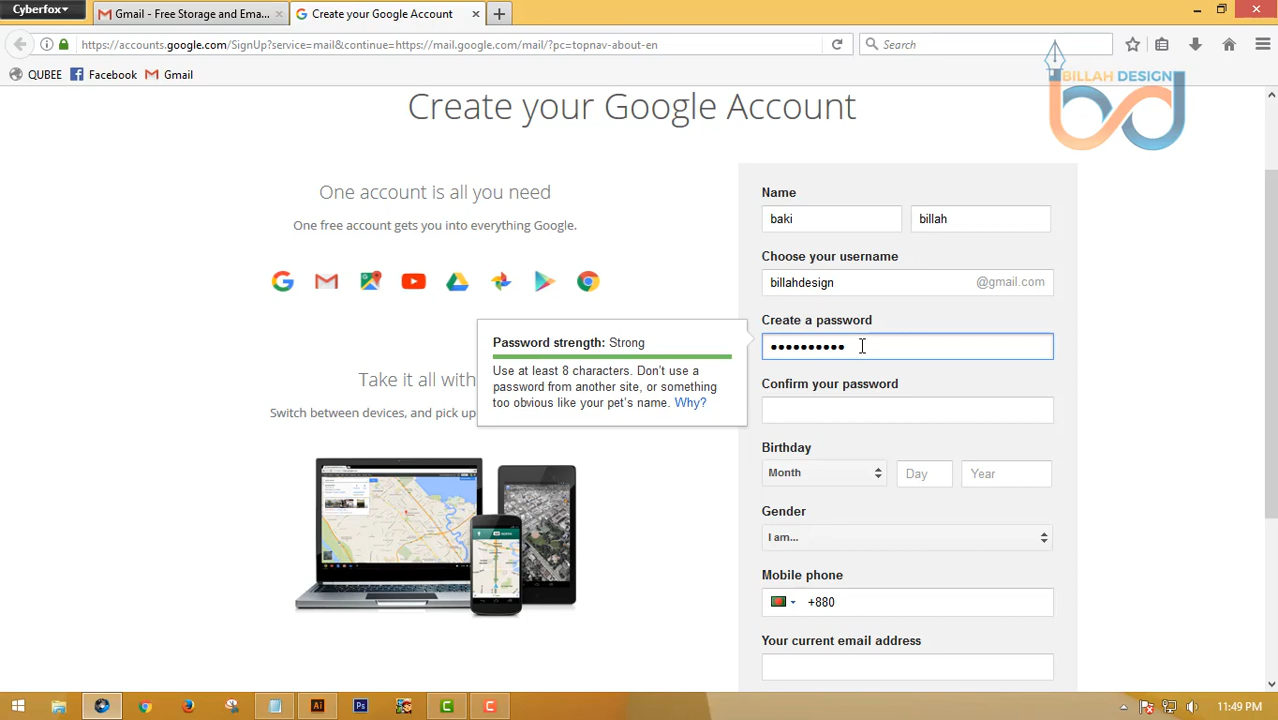 Cyberfox
Gmail - Free Storage and Ema...
Create your Google Account
https://accounts.google.com/SignUp?service=mail&continue=https://mail.google.com/mail/?pc=topnav-about-en
Search
QUBEE
Facebook
Gmail
BILLAH DESIGN
Create your Google Account
One account is all you need
One free account gets you into everything Google.
Take it all with
Switch between devices, and pick up
Password strength: Strong
Use at least 8 characters. Don't use a
password from another site, or something
too obvious like your pet's name. Why?
Name
baki billah
Choose your username
billahdesign @gmail.com
Create a password
Confirm your password
Birthday
Month Day Year
Gender
I am...
Mobile phone
+880
Your current email address
11:49 PM